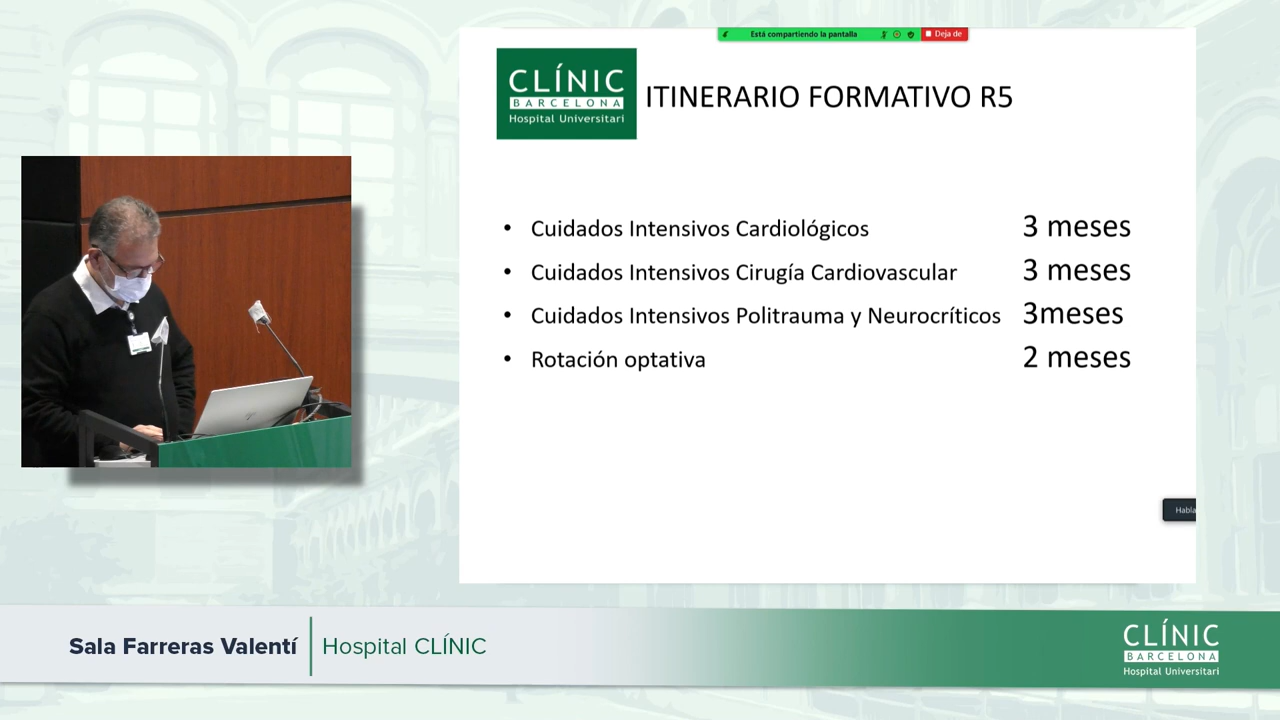 Está compartiendo la pantalla
Deja de
CLÍNIC
BARCELONA
Hospital Universitari
ITINERARIO FORMATIVO R5
• Cuidados Intensivos Cardiológicos 3 meses
• Cuidados Intensivos Cirugía Cardiovascular 3 meses
• Cuidados Intensivos Politrauma y Neurocríticos 3meses
• Rotación optativa 2 meses
Habla
Sala Farreras Valentí Hospital CLÍNIC
CLÍNIC
BARCELONA
Hospital Universitari